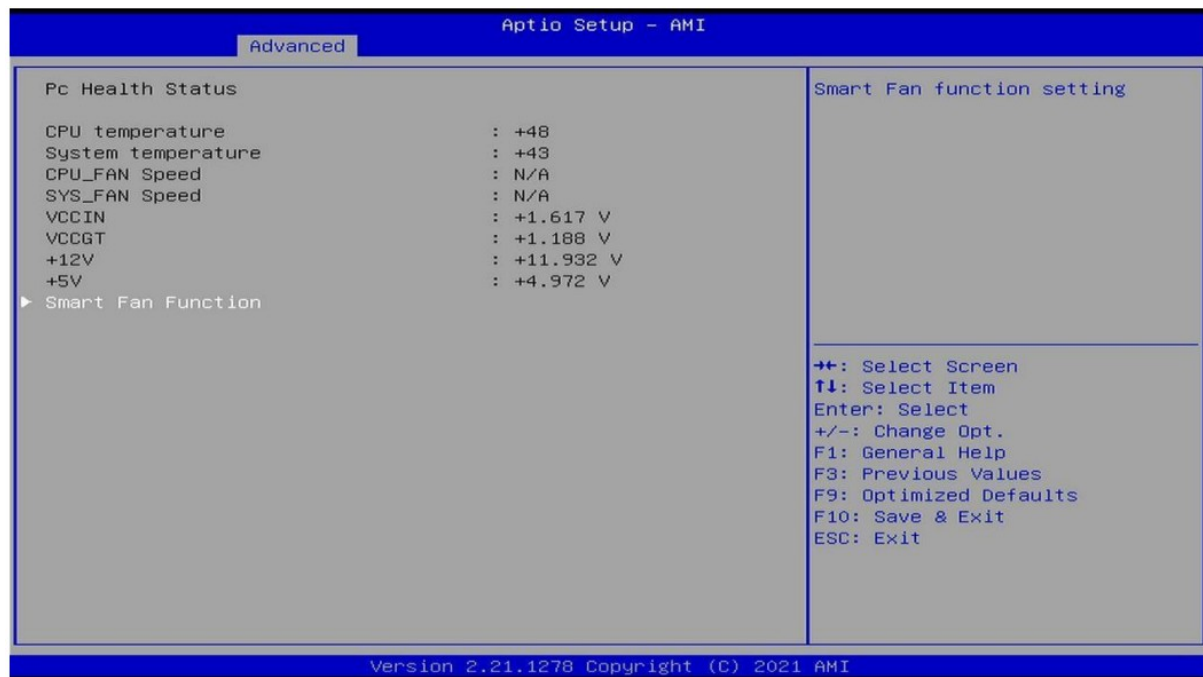 Aptio Setup – AMI
Advanced
Pc Health Status
CPU temperature : +48
System temperature : +43
CPU_FAN Speed : N/A
SYS_FAN Speed : N/A
VCCIN : +1.617 V
VCCGT : +1.188 V
+12V : +11.932 V
+5V : +4.972 V
▶ Smart Fan Function
Smart Fan function setting
→←: Select Screen
↑↓: Select Item
Enter: Select
+/-: Change Opt.
F1: General Help
F3: Previous Values
F9: Optimized Defaults
F10: Save & Exit
ESC: Exit
Version 2.21.1278 Copyright (C) 2021 AMI